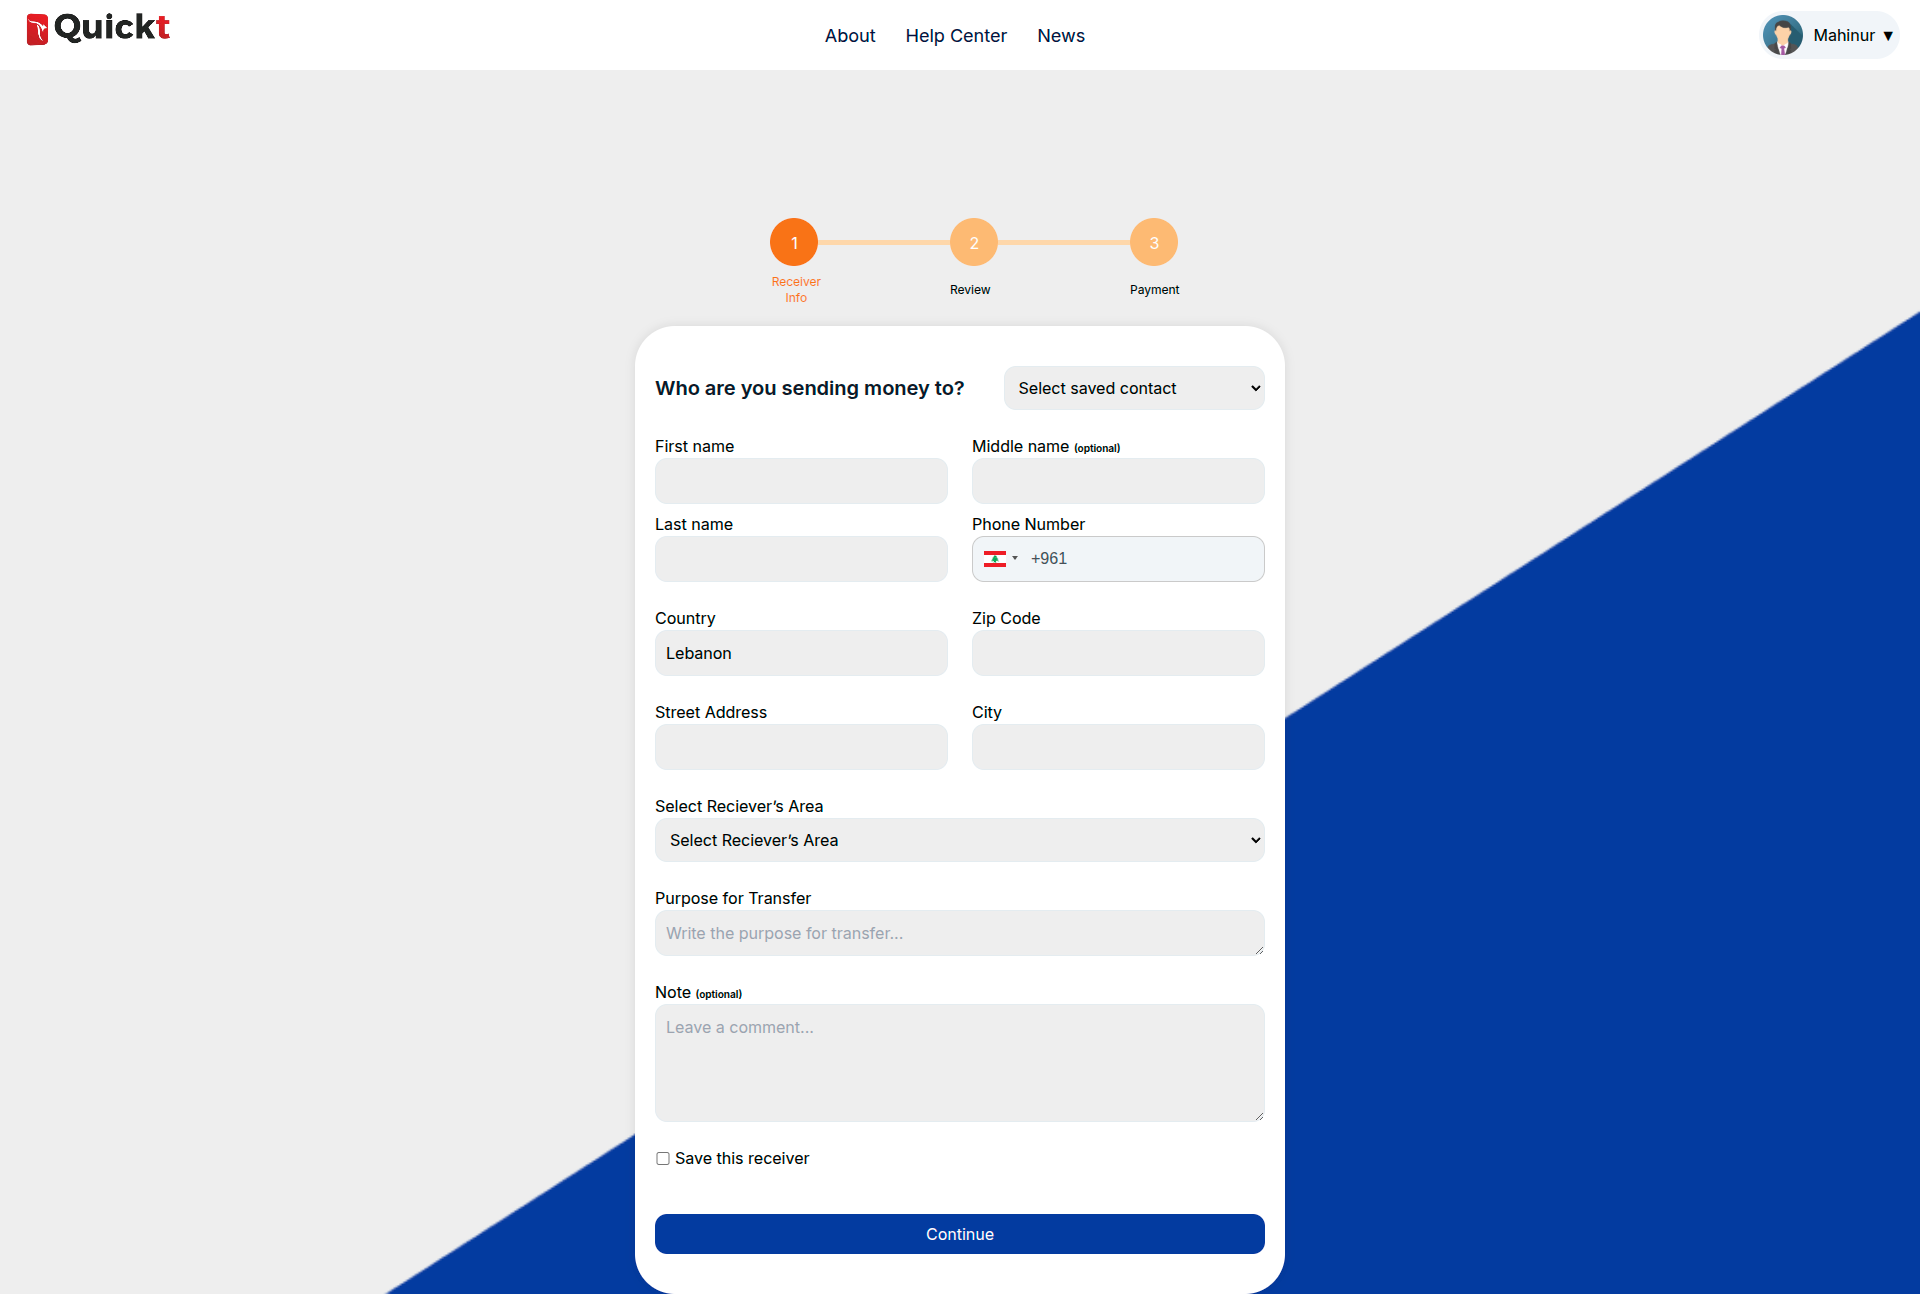 Quickt
About Help Center News
Mahinur ▼
1 2 3
Receiver Info
Review
Payment
Who are you sending money to?
Select saved contact
First name
Middle name (optional)
Last name
Phone Number
+961
Country
Zip Code
Lebanon
Street Address
City
Select Reciever’s Area
Select Reciever’s Area
Purpose for Transfer
Write the purpose for transfer...
Note (optional)
Leave a comment...
Save this receiver
Continue